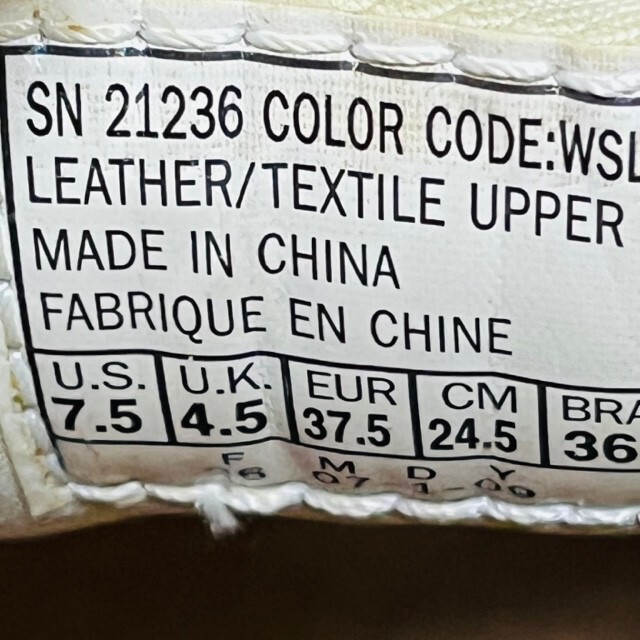 SN 21236 COLOR CODE:WSL
LEATHER/TEXTILE UPPER
MADE IN CHINA
FABRIQUE EN CHINE
U.S. U.K. EUR CM BRA
7.5 4.5 37.5 24.5 36
F M D Y